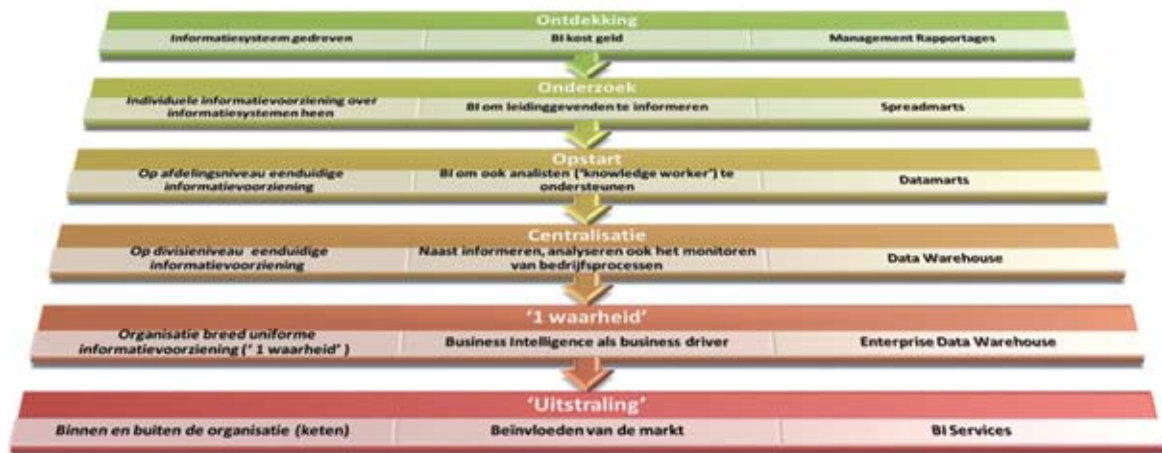 Ontdekking
Informatiesysteem gedreven
BI kost geld
Management Rapportages
Onderzoek
Individuele informatievoorziening over
informatiesystemen heen
BI om leidinggevenden te informeren
Spreadmarts
Opstart
Op afdelingsniveau eenduidige
informatievoorziening
BI om ook analisten ('knowledge worker') te
ondersteunen
Datamarts
Centralisatie
Op divisieniveau eenduidige
informatievoorziening
Naast informeren, analyseren ook het monitoren
van bedrijfsprocessen
Data Warehouse
'1 waarheid'
Organisatie breed uniforme
informatievoorziening (' 1 waarheid' )
Business Intelligence als business driver
Enterprise Data Warehouse
'Uitstraling'
Binnen en buiten de organisatie (keten)
Beïnvloeden van de markt
BI Services